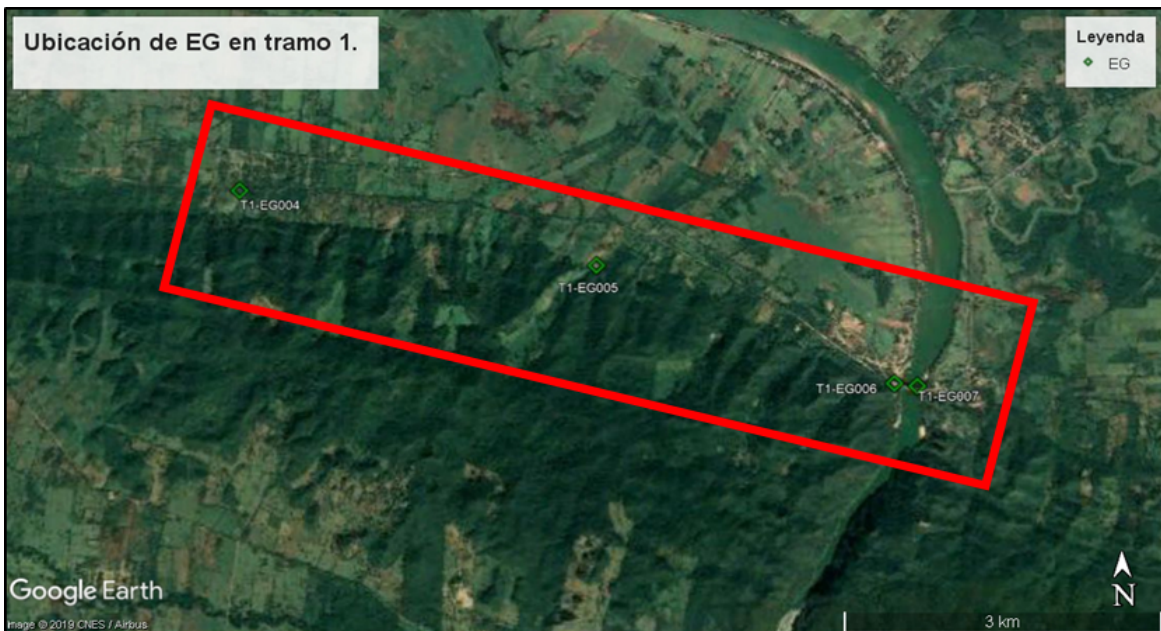 Ubicación de EG en tramo 1.
Leyenda
EG
T1-EG004
T1-EG005
T1-EG006
T1-EG007
Google Earth
Image © 2019 CNES / Airbus
N
3 km